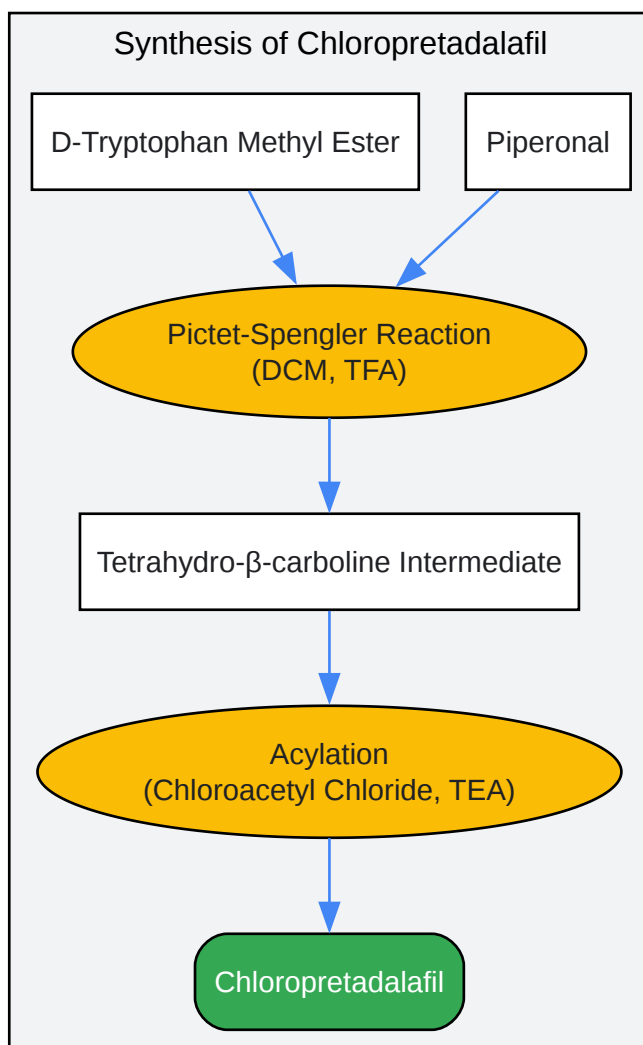 Synthesis of Chloropretadalafil
D-Tryptophan Methyl Ester
Piperonal
Pictet-Spengler Reaction
(DCM, TFA)
Tetrahydro-β-carboline Intermediate
Acylation
(Chloroacetyl Chloride, TEA)
Chloropretadalafil